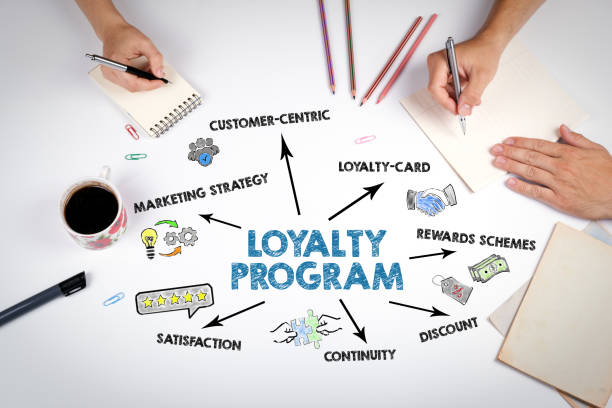 CUSTOMER-CENTRIC
LOYALTY-CARD
MARKETING STRATEGY
LOYALTY
PROGRAM
REWARDS SCHEMES
DISCOUNT
SATISFACTION
CONTINUITY